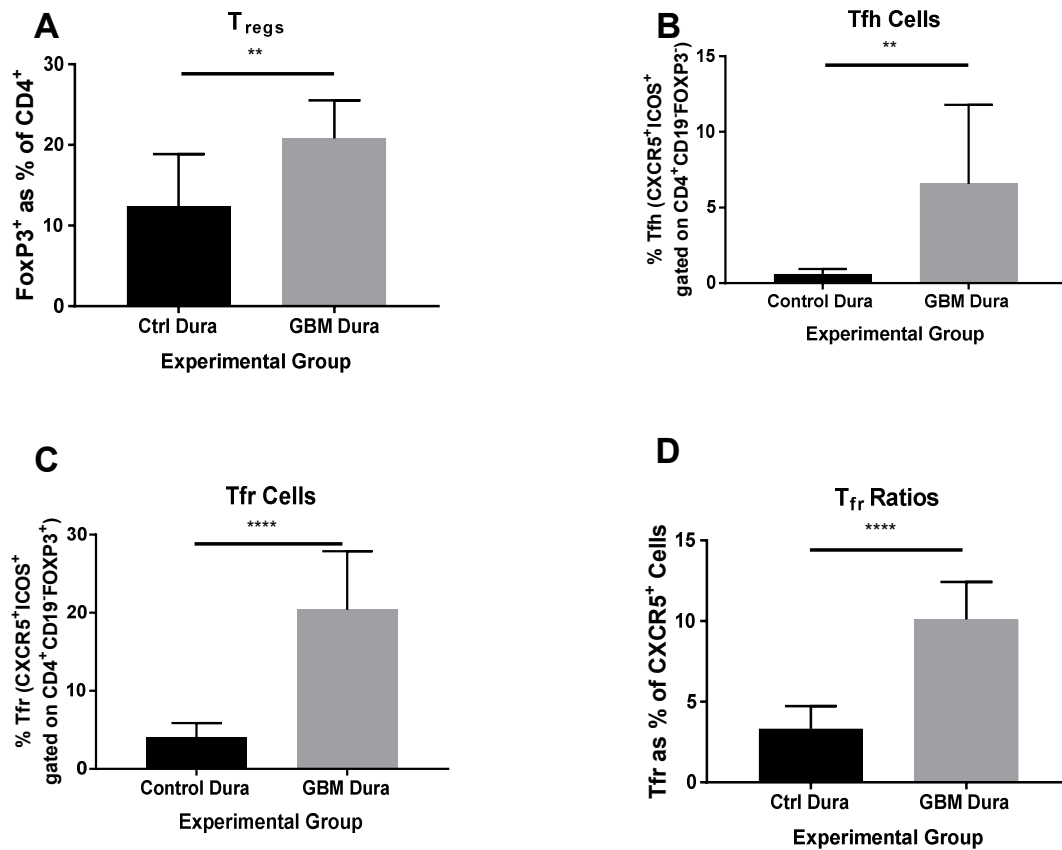 A
T_regs
**
FoxP3⁺ as % of CD4⁺
30
20
10
0
Ctrl Dura
GBM Dura
Experimental Group
B
Tfh Cells
**
% Tfh (CXCR5⁺ICOS⁺
gated on CD4⁺CD19⁻FOXP3⁻)
15
10
5
0
Control Dura
GBM Dura
Experimental Group
C
Tfr Cells
****
% Tfr (CXCR5⁺ICOS⁺
gated on CD4⁺CD19⁻FOXP3⁺)
30
20
10
0
Control Dura
GBM Dura
Experimental Group
D
T_fr Ratios
****
Tfr as % of CXCR5⁺ Cells
15
10
5
0
Ctrl Dura
GBM Dura
Experimental Group